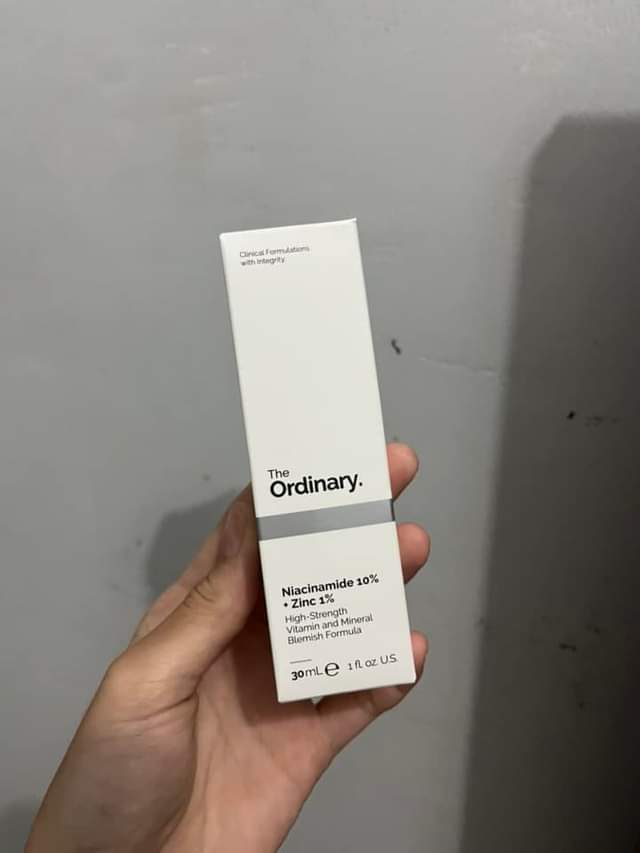 Clinical Formulations
with Integrity
The
Ordinary.
Niacinamide 10%
+ Zinc 1%
High-Strength
Vitamin and Mineral
Blemish Formula
30mL ℮ 1 fl. oz. U.S.